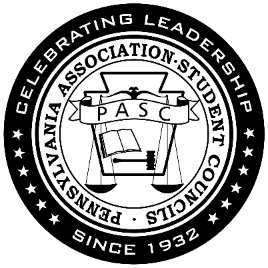 CELEBRATING LEADERSHIP
SINCE 1932
PENNSYLVANIA ASSOCIATION · STUDENT COUNCILS ·
PASC